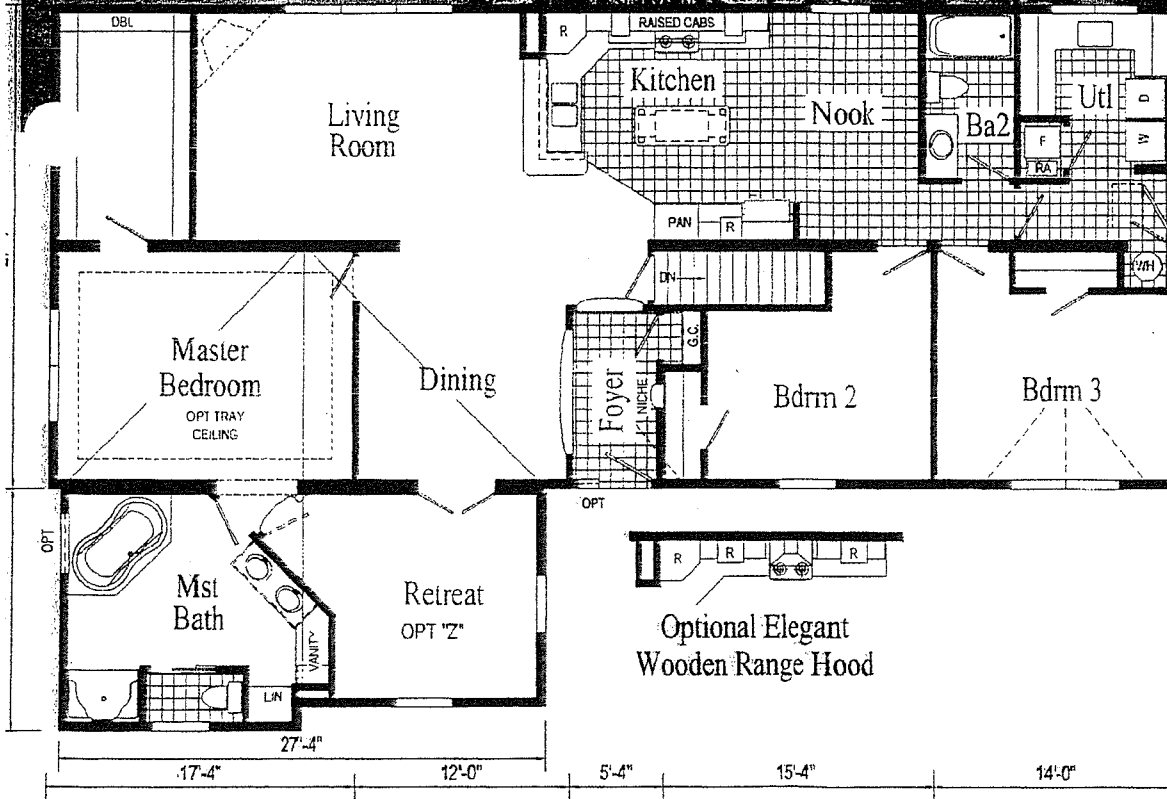 DBL
R
RAISED CABS
Kitchen
Living
Room
Nook
Ba2
Utl
D
W
F
RA
PAN
R
DN
WH
Master
Bedroom
OPT TRAY
CEILING
Dining
Foyer
NICHE
G.C.
Bdrm 2
Bdrm 3
OPT
OPT
Mst
Bath
Retreat
OPT "Z"
VANITY
LIN
R
R
R
Optional Elegant
Wooden Range Hood
27'-4"
17'-4"
12'-0"
5'-4"
15'-4"
14'-0"